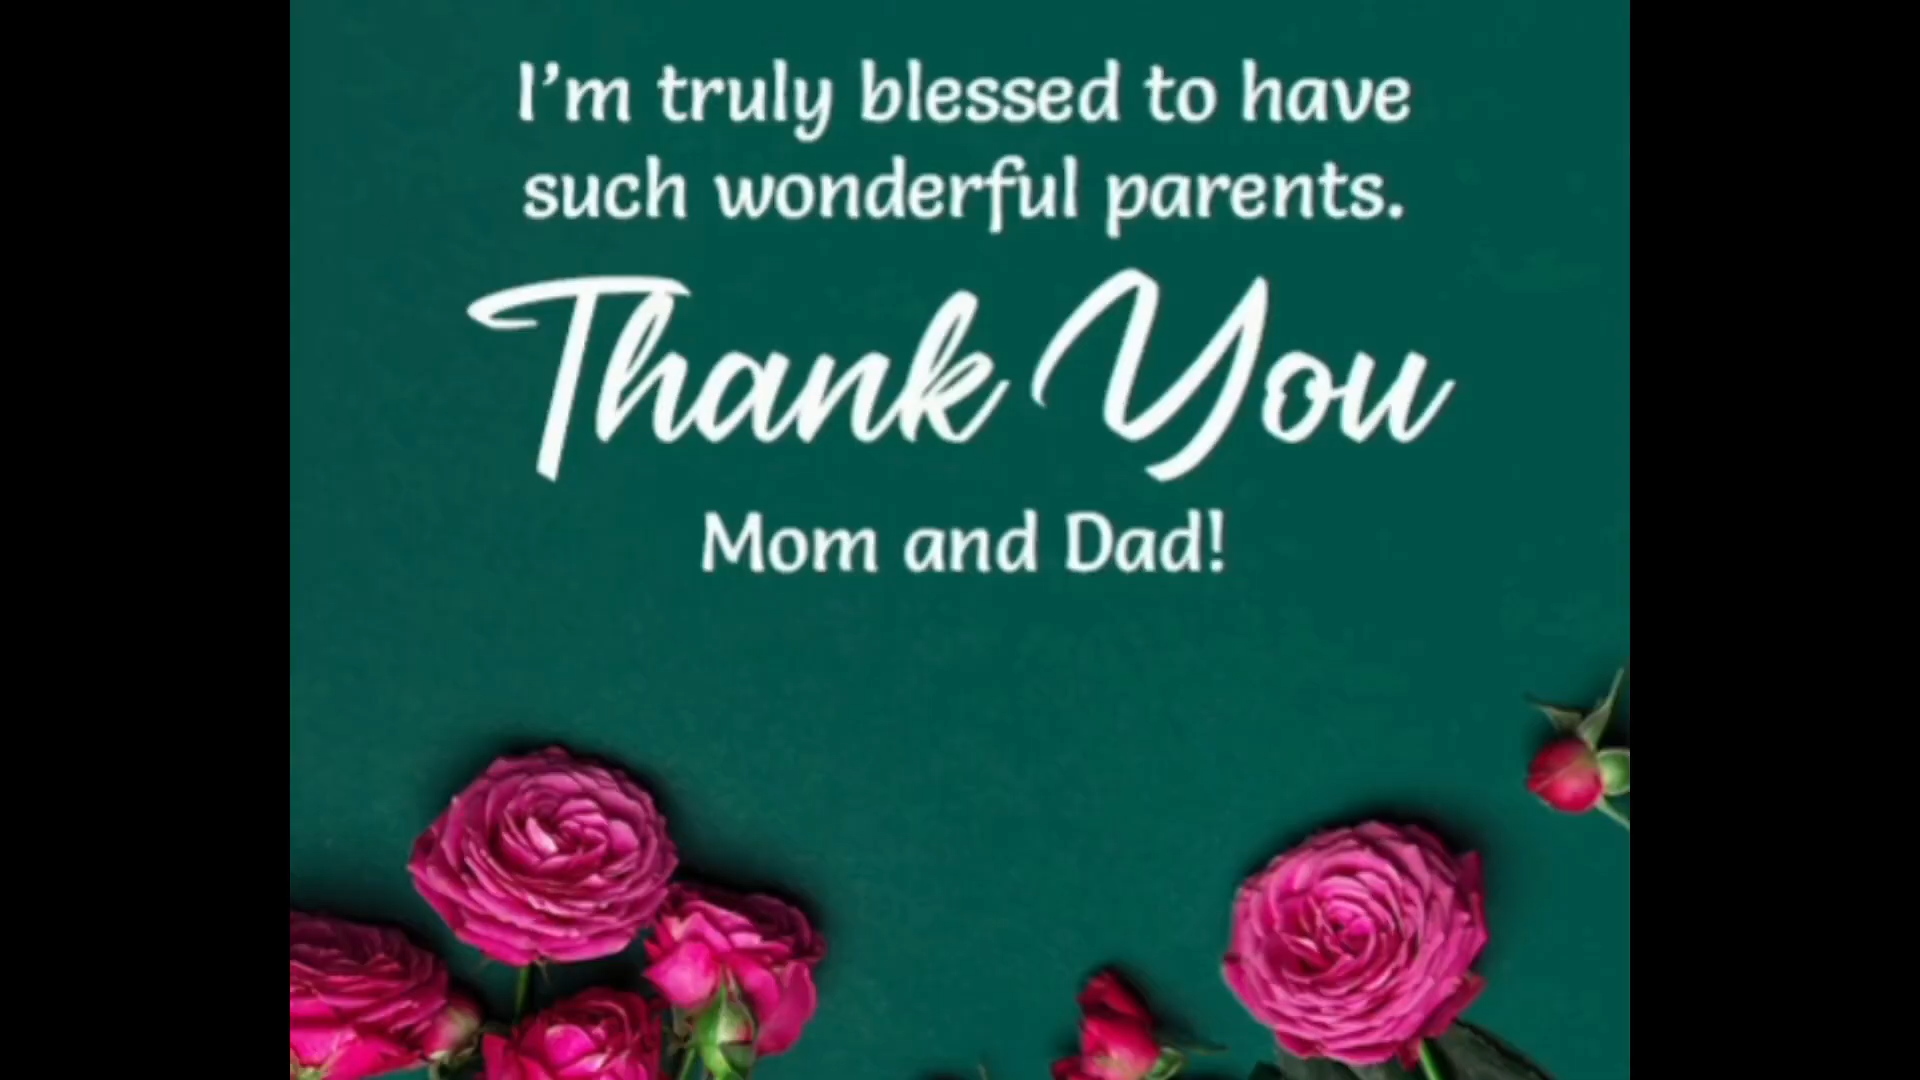 I'm truly blessed to have
such wonderful parents.
Thank You
Mom and Dad!